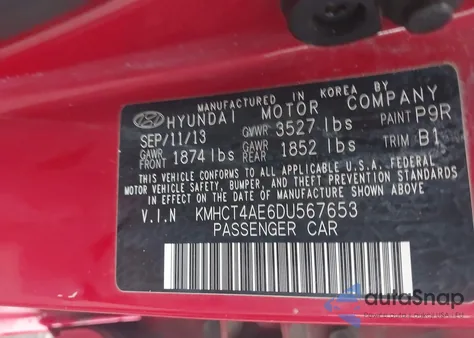 MANUFACTURED IN KOREA BY
HYUNDAI MOTOR COMPANY
SEP/11/13 GVWR 3527 lbs PAINT P9R
GAWR FRONT 1874 lbs GAWR REAR 1852 lbs TRIM B1
THIS VEHICLE CONFORMS TO ALL APPLICABLE U.S. FEDERAL MOTOR
VEHICLE SAFETY, BUMPER, AND THEFT PREVENTION STANDARDS
IN EFFECT ON THE DATE OF MANUFACTURE SHOWN ABOVE
V.I.N KMHCT4AE6DU567653
PASSENGER CAR
autoSnap